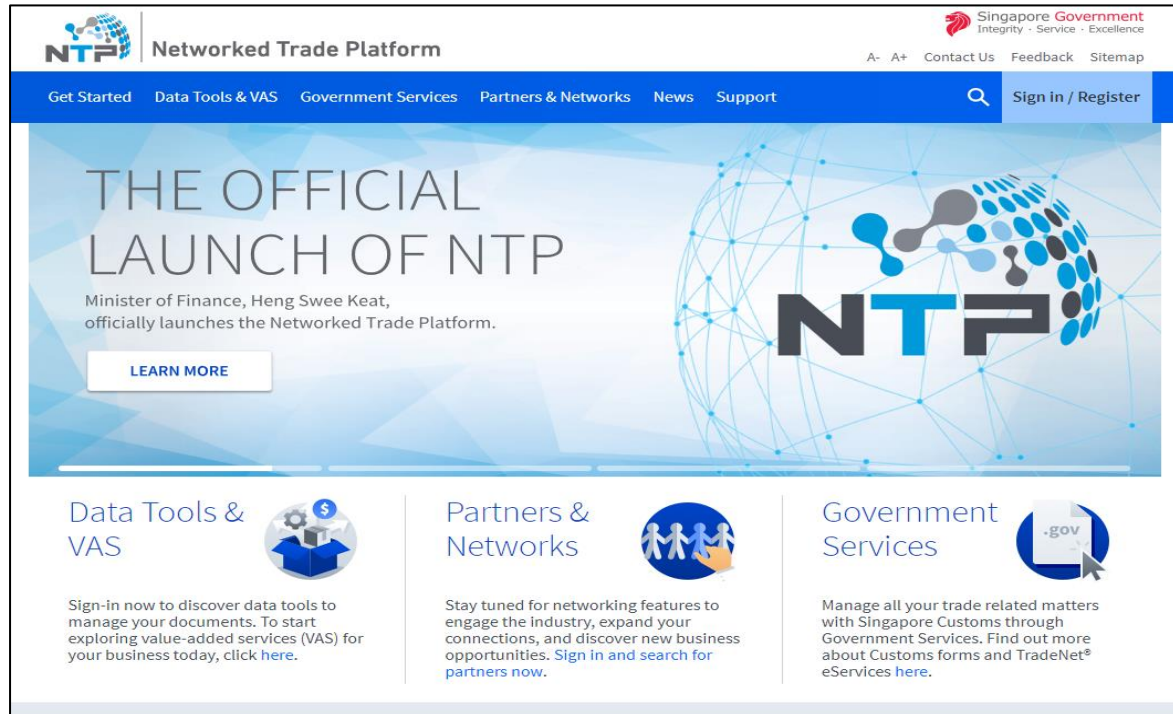 NTP
Networked Trade Platform
Singapore Government
Integrity · Service · Excellence
A- A+ Contact Us Feedback Sitemap
Get Started Data Tools & VAS Government Services Partners & Networks News Support Sign in / Register
THE OFFICIAL
LAUNCH OF NTP
Minister of Finance, Heng Swee Keat,
officially launches the Networked Trade Platform.
LEARN MORE
NTP
Data Tools &
VAS
$
Sign-in now to discover data tools to
manage your documents. To start
exploring value-added services (VAS) for
your business today, click here.
Partners &
Networks
Stay tuned for networking features to
engage the industry, expand your
connections, and discover new business
opportunities. Sign in and search for
partners now.
Government
Services
.gov
Manage all your trade related matters
with Singapore Customs through
Government Services. Find out more
about Customs forms and TradeNet®
eServices here.